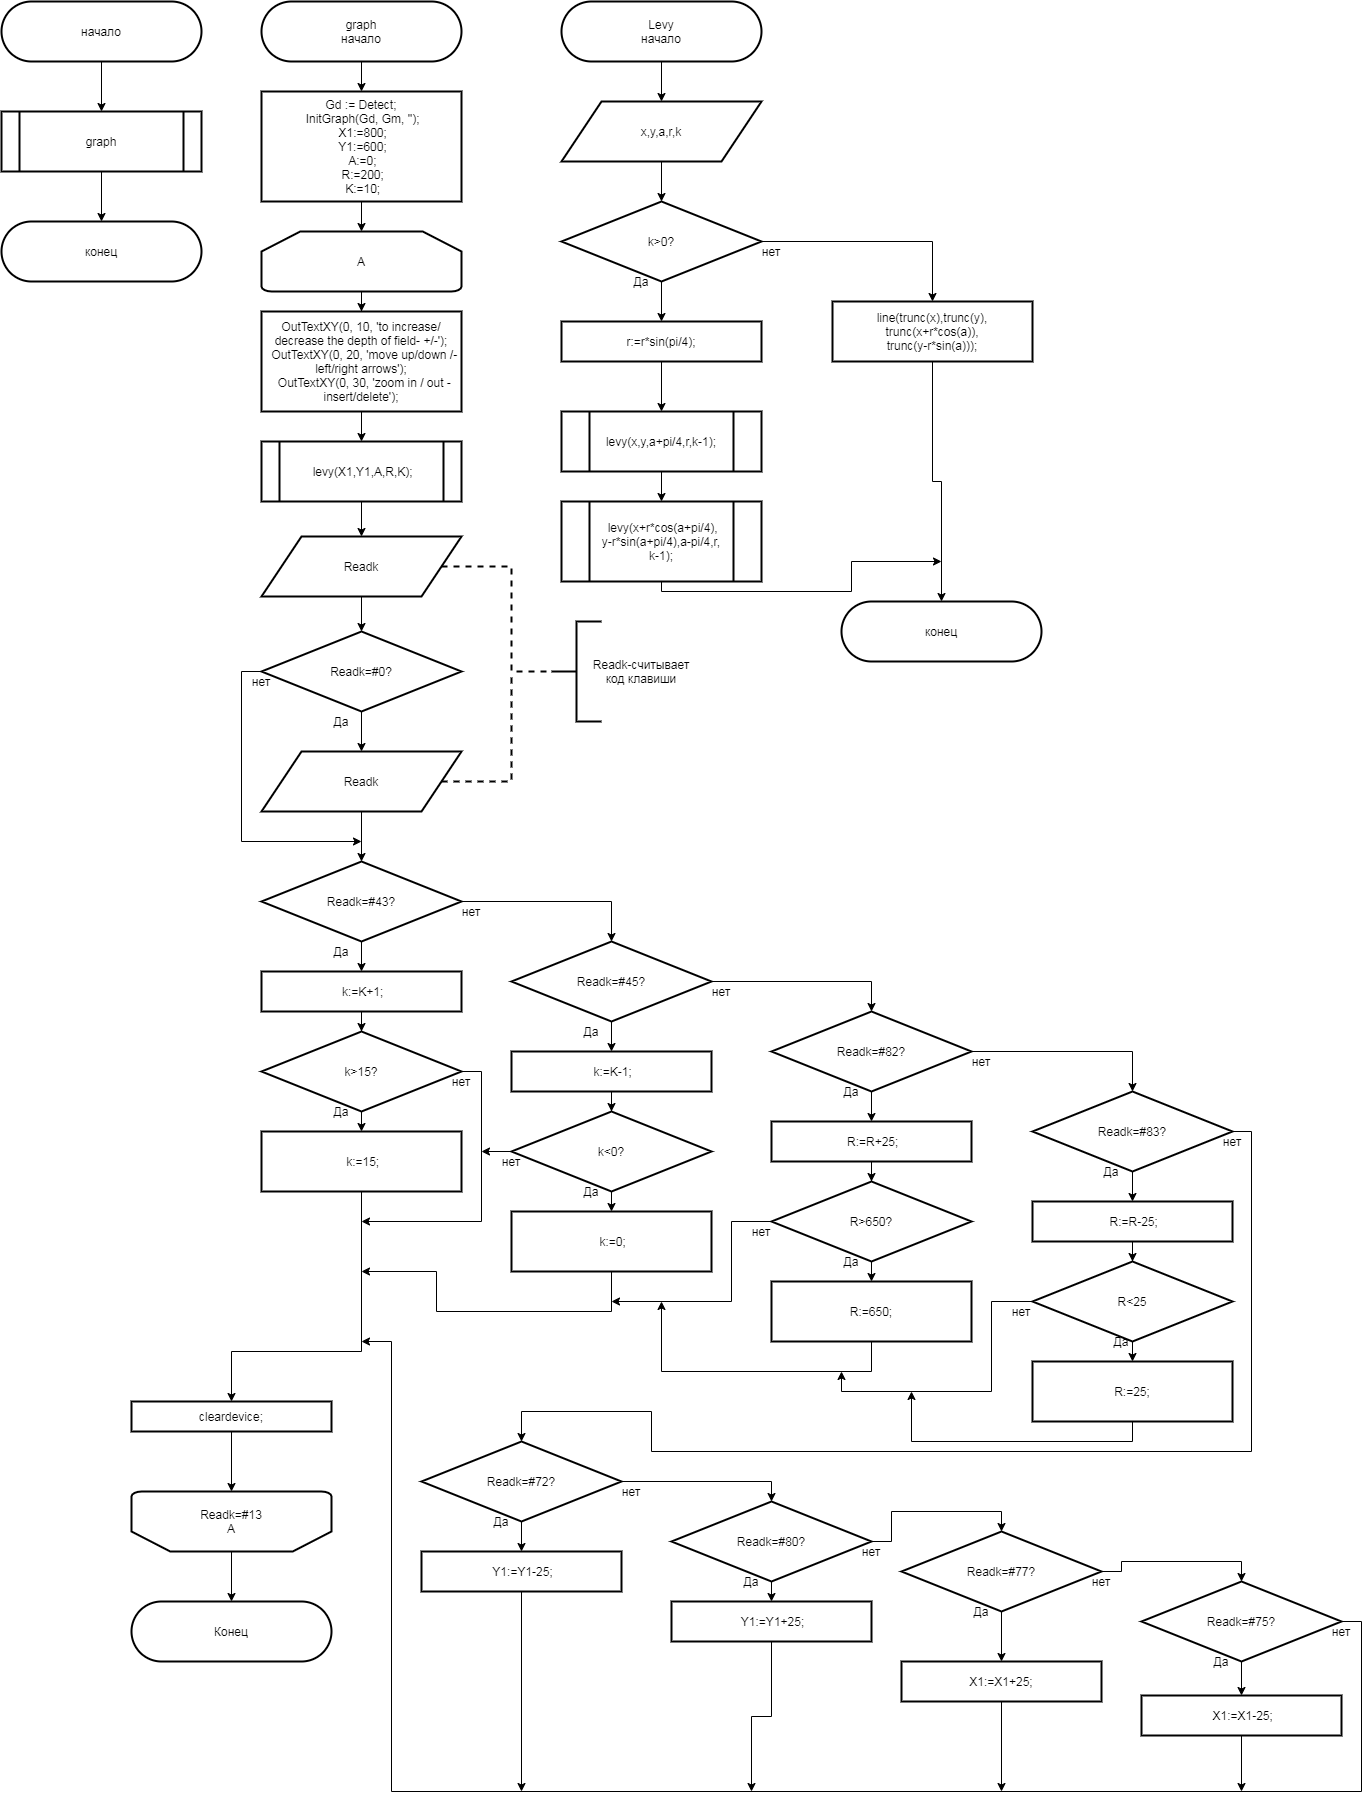 начало
graph
конец
graph
начало
Gd := Detect;
InitGraph(Gd, Gm, '');
X1:=800;
Y1:=600;
A:=0;
R:=200;
K:=10;
A
OutTextXY(0, 10, 'to increase/
decrease the depth of field- +/-');
OutTextXY(0, 20, 'move up/down /-
left/right arrows');
OutTextXY(0, 30, 'zoom in / out -
insert/delete');
levy(X1,Y1,A,R,K);
Readk
Readk=#0?
нет
Да
Readk
Readk-считывает
код клавиши
Levy
начало
x,y,a,r,k
k>0?
нет
Да
r:=r*sin(pi/4);
levy(x,y,a+pi/4,r,k-1);
levy(x+r*cos(a+pi/4),
y-r*sin(a+pi/4),a-pi/4,r,
k-1);
line(trunc(x),trunc(y),
trunc(x+r*cos(a)),
trunc(y-r*sin(a)));
конец
Readk=#43?
нет
Да
k:=K+1;
k>15?
нет
Да
k:=15;
Readk=#45?
нет
Да
k:=K-1;
k<0?
нет
Да
k:=0;
Readk=#82?
нет
Да
R:=R+25;
R>650?
нет
Да
R:=650;
Readk=#83?
нет
Да
R:=R-25;
R<25
нет
Да
R:=25;
cleardevice;
Readk=#13
A
Конец
Readk=#72?
нет
Да
Y1:=Y1-25;
Readk=#80?
нет
Да
Y1:=Y1+25;
Readk=#77?
нет
Да
X1:=X1+25;
Readk=#75?
нет
Да
X1:=X1-25;